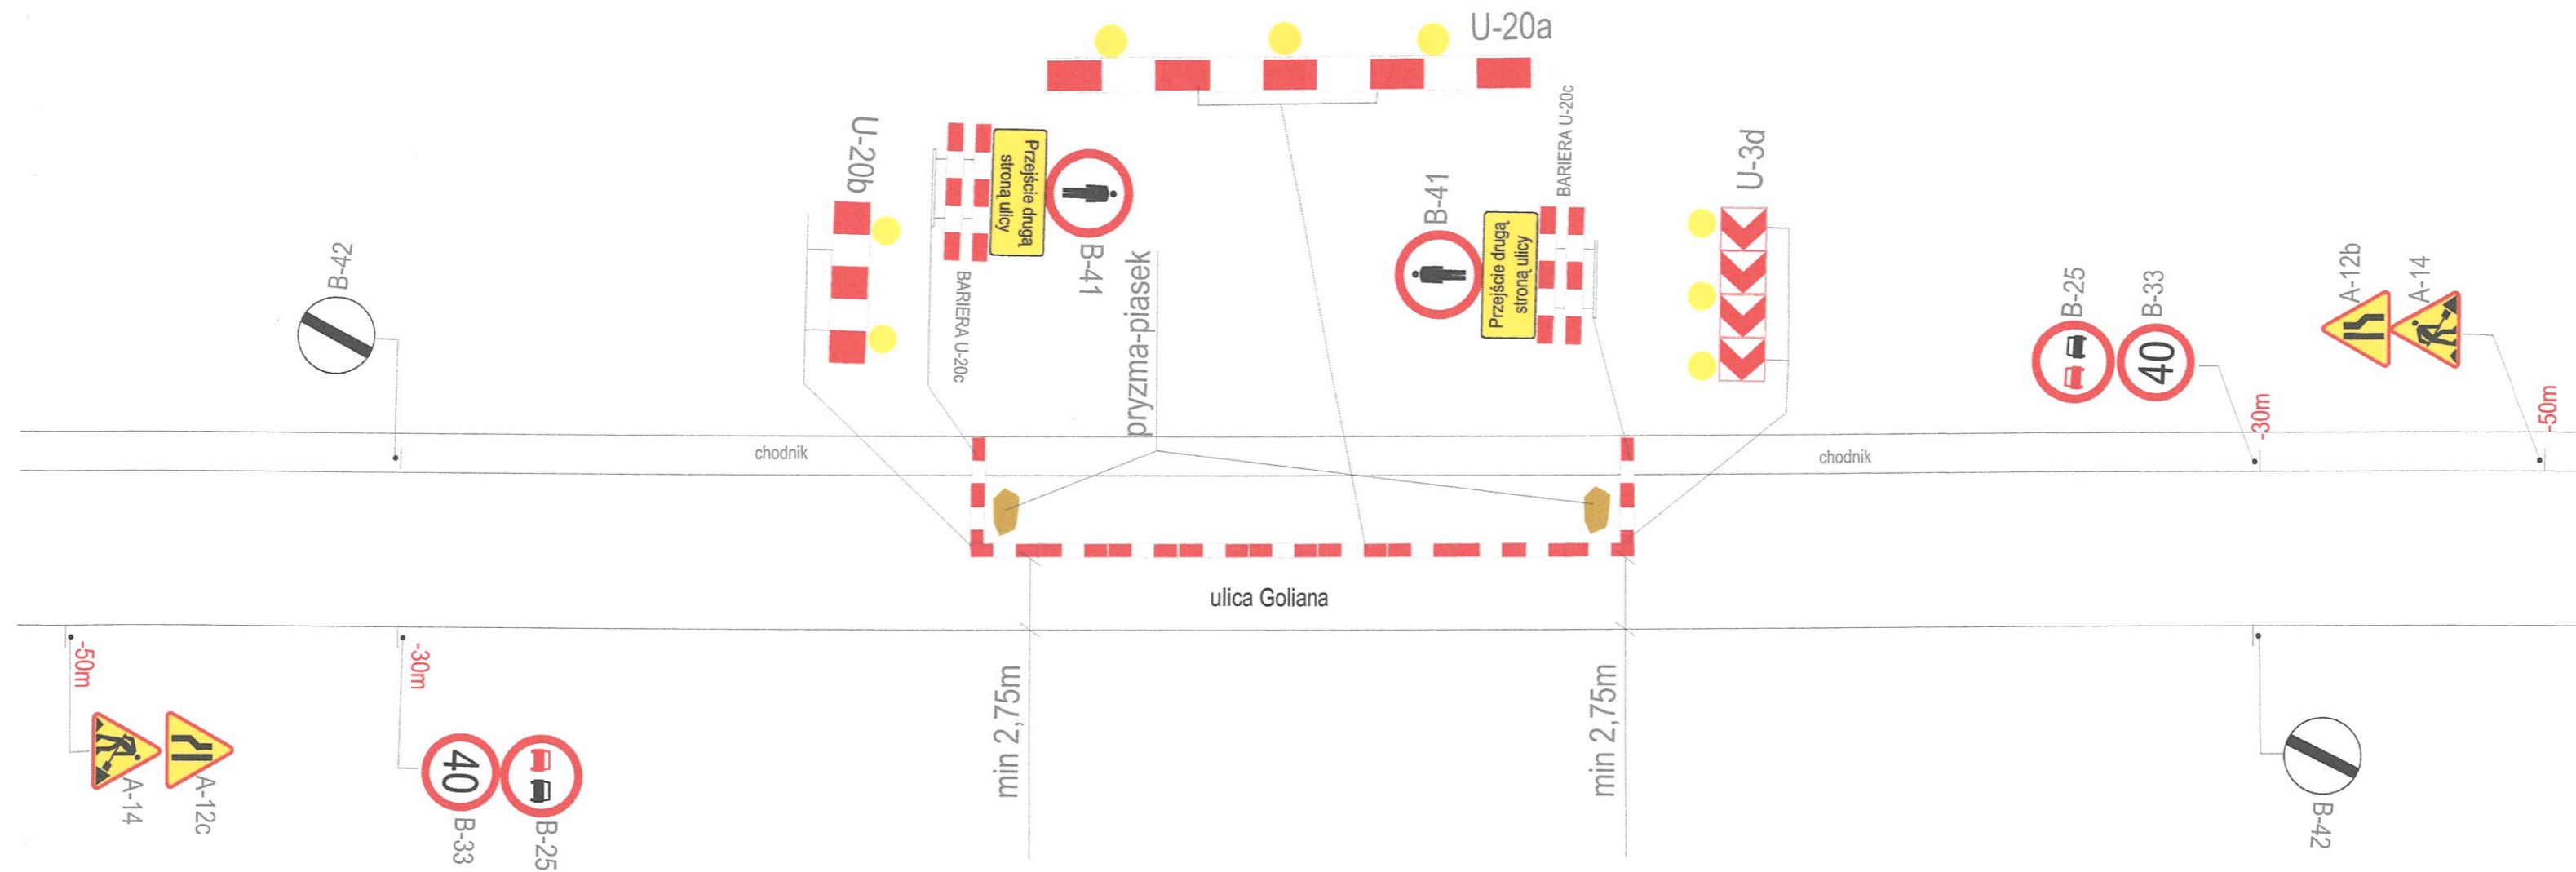 U-20a
U-20b
Przejście drugą
stroną ulicy
B-41
BARIERA U-20c
pryzma-piasek
B-41
Przejście drugą
stroną ulicy
BARIERA U-20c
U-3d
B-42
B-25
B-33
40
A-12b
A-14
-30m
-50m
chodnik
chodnik
ulica Goliana
-50m
-30m
A-14
A-12c
40
B-33
B-25
min 2,75m
min 2,75m
B-42